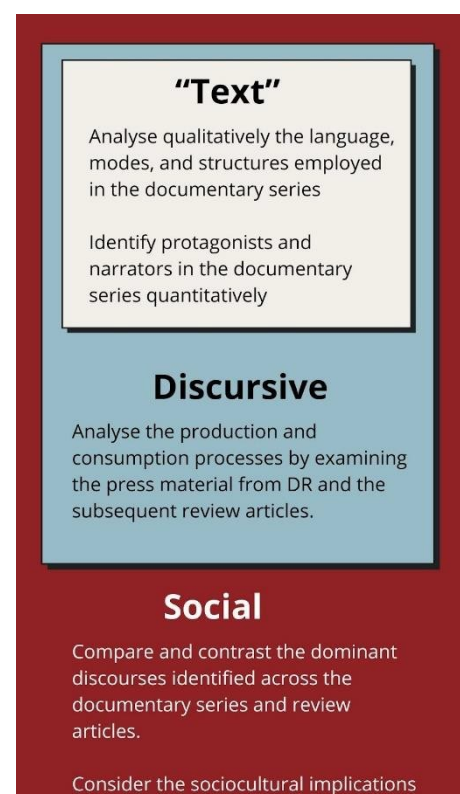 “Text”
Analyse qualitatively the language,
modes, and structures employed
in the documentary series
Identify protagonists and
narrators in the documentary
series quantitatively
Discursive
Analyse the production and
consumption processes by examining
the press material from DR and the
subsequent review articles.
Social
Compare and contrast the dominant
discourses identified across the
documentary series and review
articles.
Consider the sociocultural implications